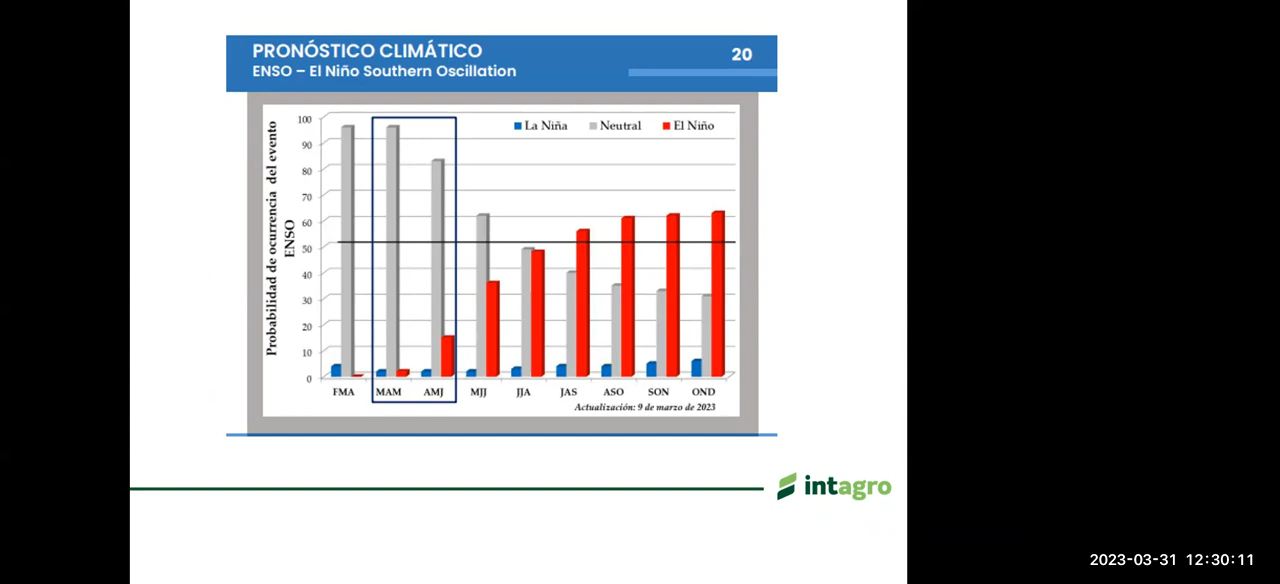 PRONÓSTICO CLIMÁTICO
20
ENSO – El Niño Southern Oscillation
La Niña Neutral El Niño
Probabilidad de ocurrencia del evento
ENSO
100
90
80
70
60
50
40
30
20
10
0
FMA MAM AMJ MJJ JJA JAS ASO SON OND
Actualización: 9 de marzo de 2023
intagro
2023-03-31 12:30:11